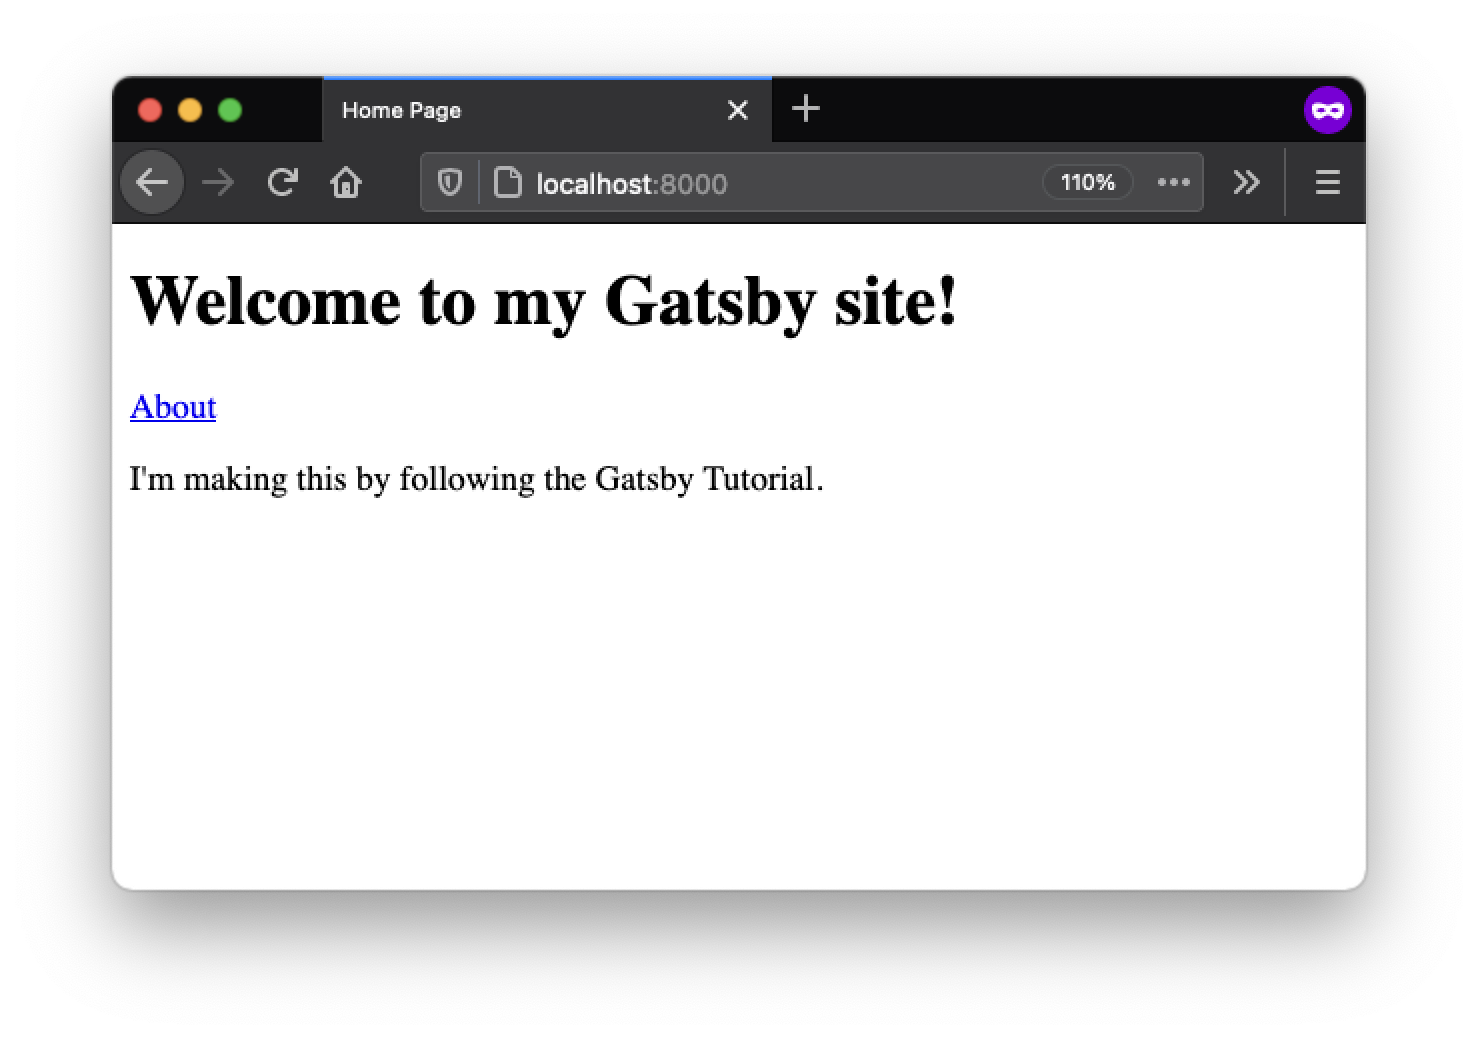 Home Page
localhost:8000
110%
Welcome to my Gatsby site!
About
I'm making this by following the Gatsby Tutorial.